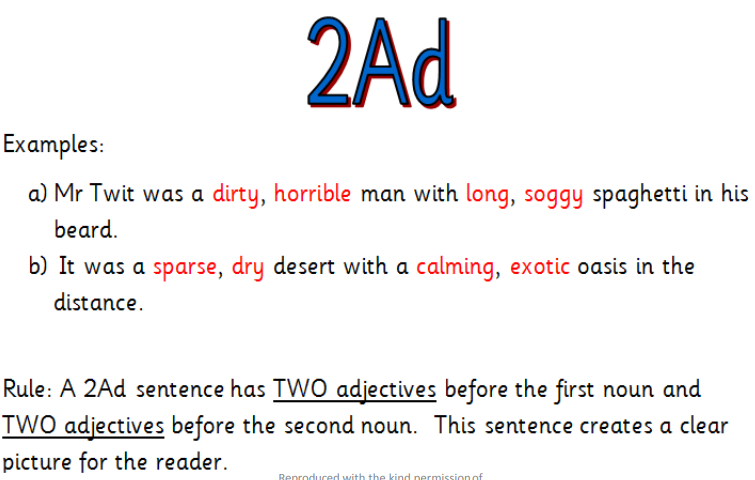 2Ad
Examples:
a) Mr Twit was a dirty, horrible man with long, soggy spaghetti in his
beard.
b) It was a sparse, dry desert with a calming, exotic oasis in the
distance.
Rule: A 2Ad sentence has TWO adjectives before the first noun and
TWO adjectives before the second noun. This sentence creates a clear
picture for the reader.
Reproduced with the kind permission of